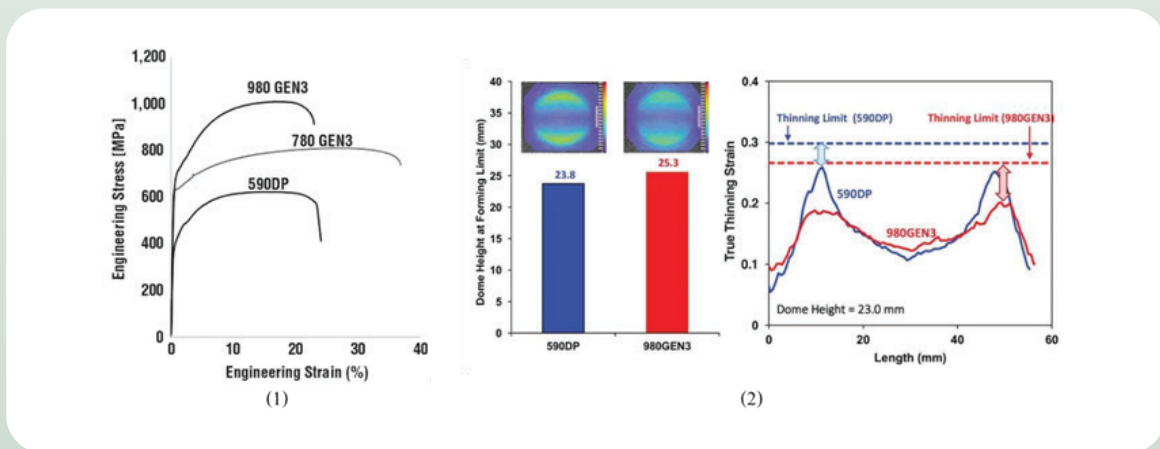 1,200
1,000
800
600
400
200
0
Engineering Stress [MPa]
980 GEN3
780 GEN3
590DP
0
10
20
30
40
Engineering Strain (%)
(1)
40
35
30
25
20
15
10
5
0
Dome Height at Forming Limit (mm)
23.8
25.3
590DP
980GEN3
0.4
0.3
0.2
0.1
0
True Thinning Strain
Thinning Limit (590DP)
Thinning Limit (980GEN3)
590DP
980GEN3
Dome Height = 23.0 mm
0
20
40
60
Length (mm)
(2)